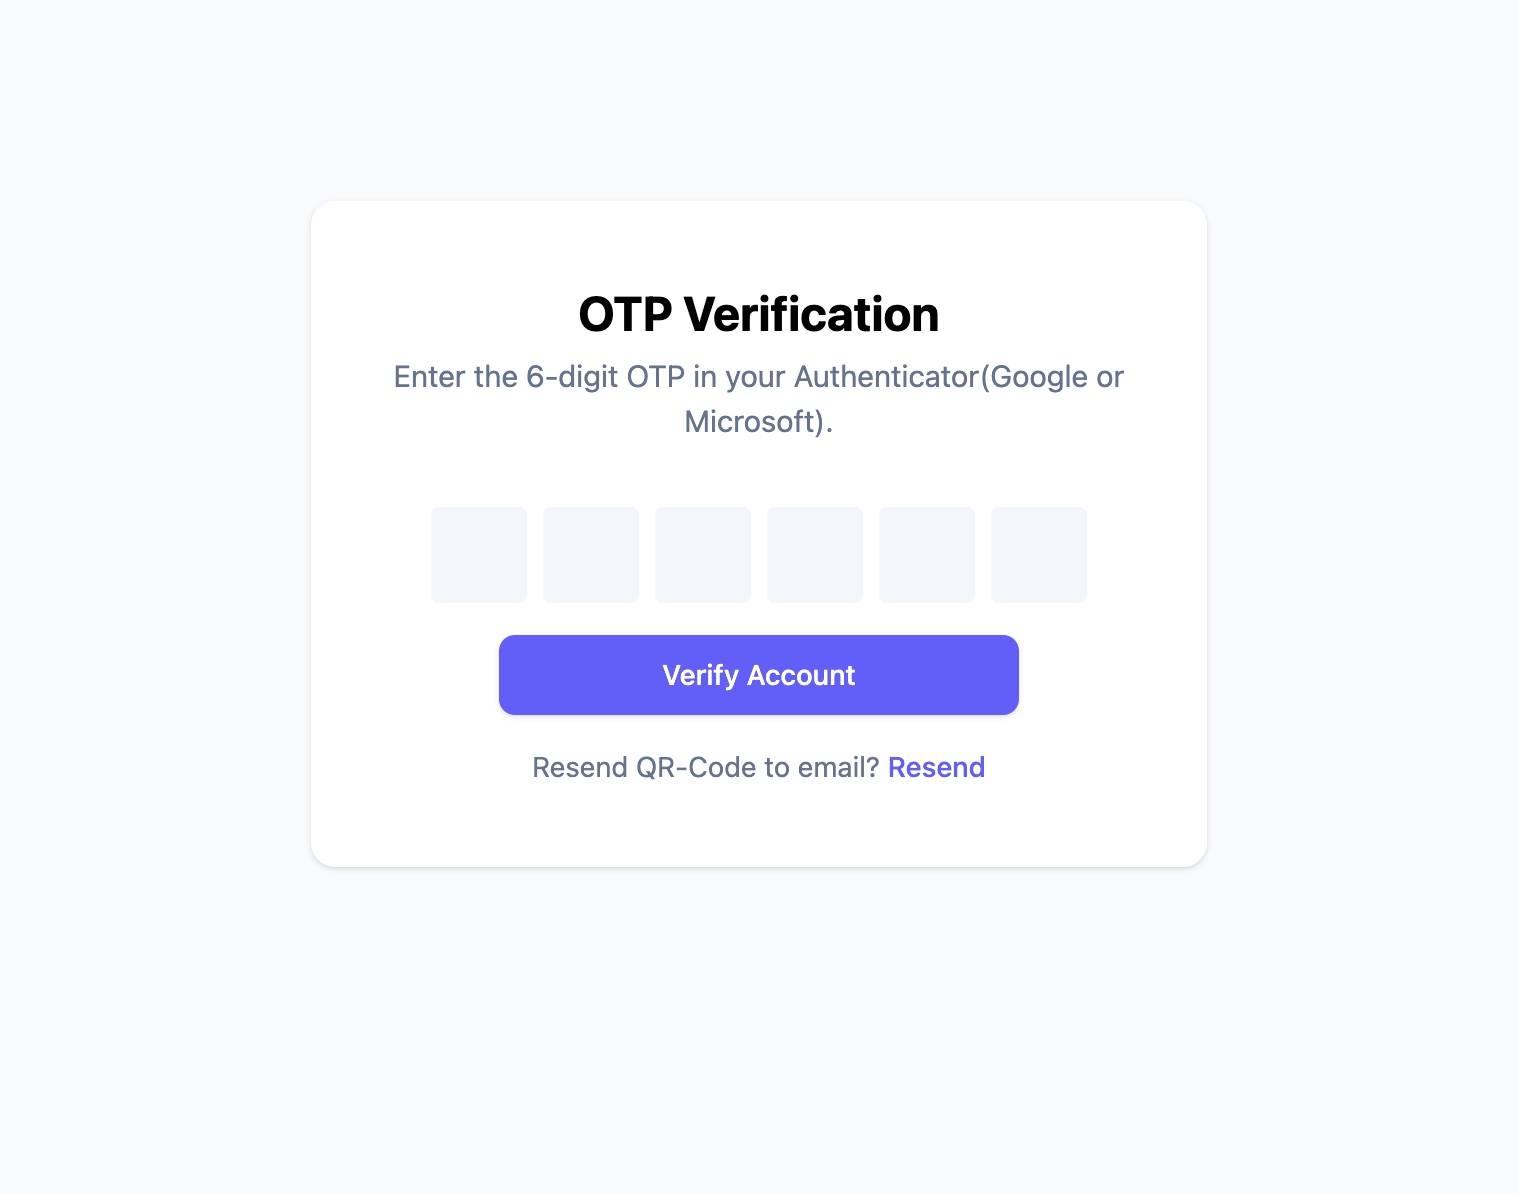 OTP Verification
Enter the 6-digit OTP in your Authenticator(Google or
Microsoft).
Verify Account
Resend QR-Code to email? Resend